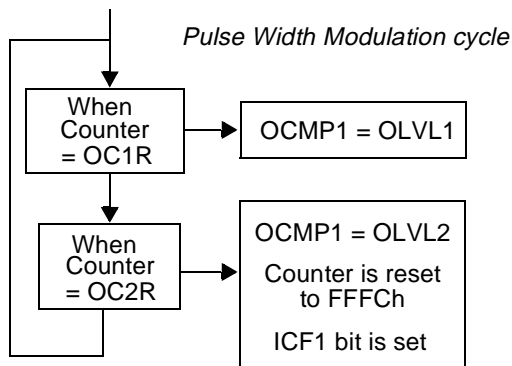 Pulse Width Modulation cycle
When
Counter
= OC1R
OCMP1 = OLVL1
When
Counter
= OC2R
OCMP1 = OLVL2
Counter is reset
to FFFCh
ICF1 bit is set